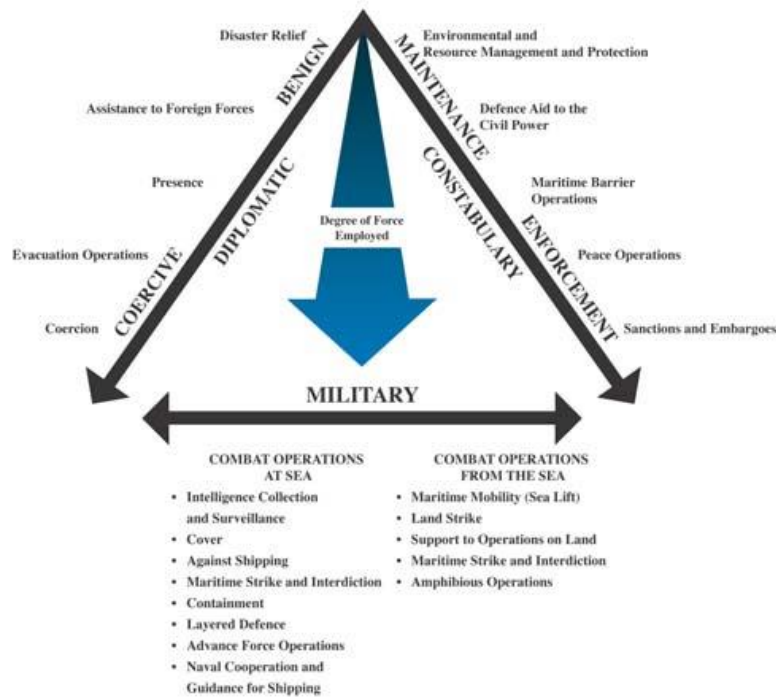 Disaster Relief
Environmental and
Resource Management and Protection
BENIGN
MAINTENANCE
Assistance to Foreign Forces
Defence Aid to the
Civil Power
Presence
DIPLOMATIC
CONSTABULARY
Maritime Barrier
Operations
Degree of Force
Employed
Evacuation Operations
COERCIVE
ENFORCEMENT
Peace Operations
Coercion
Sanctions and Embargoes
MILITARY
COMBAT OPERATIONS
AT SEA
• Intelligence Collection
and Surveillance
• Cover
• Against Shipping
• Maritime Strike and Interdiction
• Containment
• Layered Defence
• Advance Force Operations
• Naval Cooperation and
Guidance for Shipping
COMBAT OPERATIONS
FROM THE SEA
• Maritime Mobility (Sea Lift)
• Land Strike
• Support to Operations on Land
• Maritime Strike and Interdiction
• Amphibious Operations